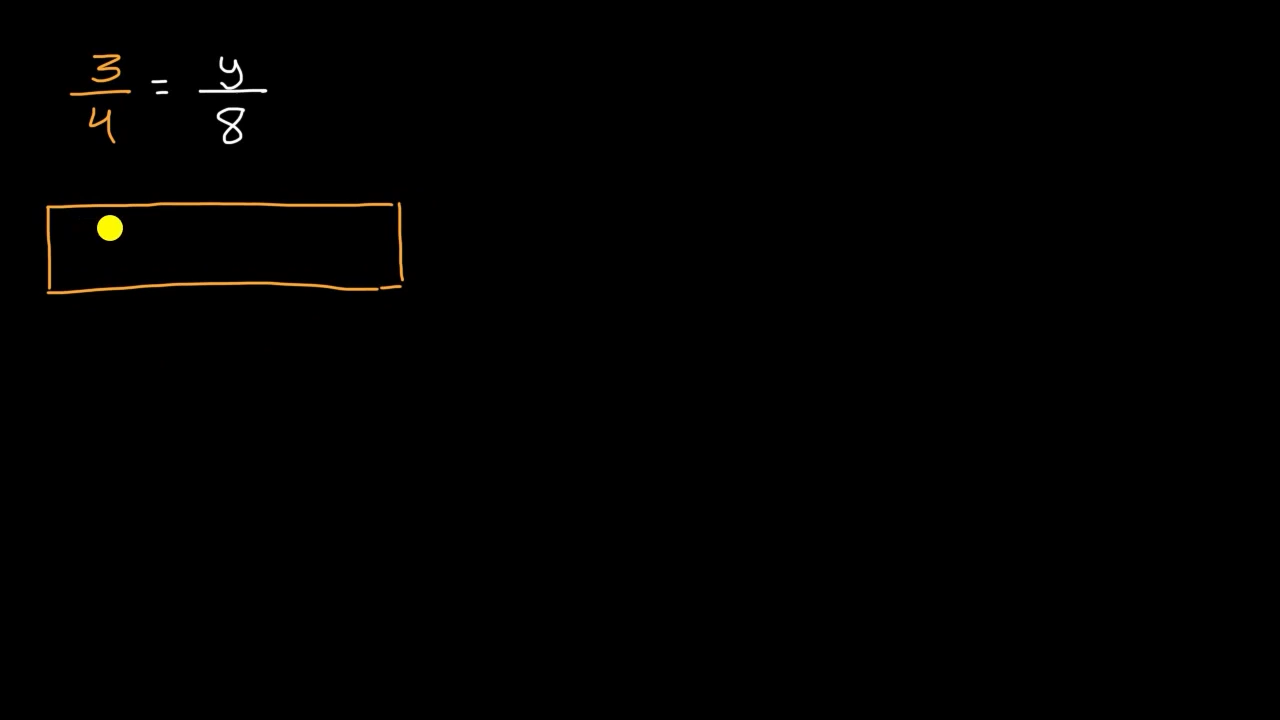 3/4 = y/8